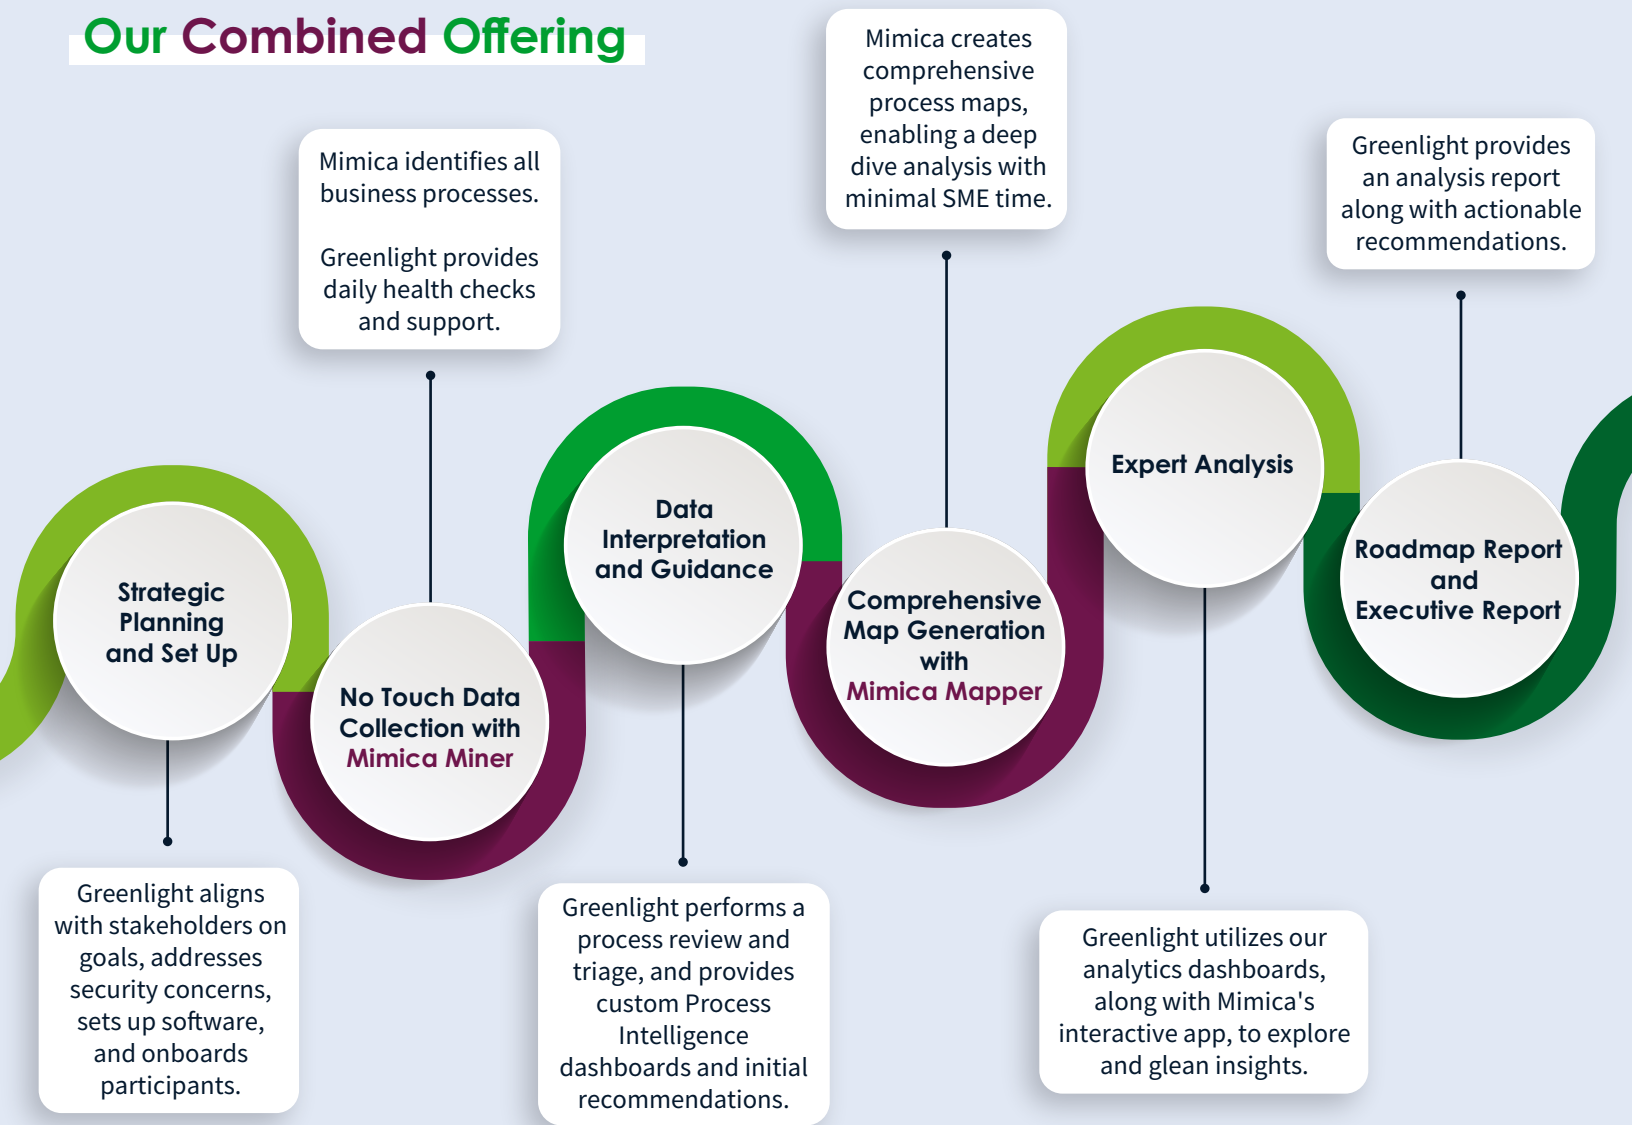 Our Combined Offering
Strategic
Planning
and Set Up
Greenlight aligns
with stakeholders on
goals, addresses
security concerns,
sets up software,
and onboards
participants.
Mimica identifies all
business processes.
Greenlight provides
daily health checks
and support.
No Touch Data
Collection with
Mimica Miner
Data
Interpretation
and Guidance
Greenlight performs a
process review and
triage, and provides
custom Process
Intelligence
dashboards and initial
recommendations.
Mimica creates
comprehensive
process maps,
enabling a deep
dive analysis with
minimal SME time.
Comprehensive
Map Generation
with
Mimica Mapper
Expert Analysis
Greenlight utilizes our
analytics dashboards,
along with Mimica's
interactive app, to explore
and glean insights.
Greenlight provides
an analysis report
along with actionable
recommendations.
Roadmap Report
and
Executive Report